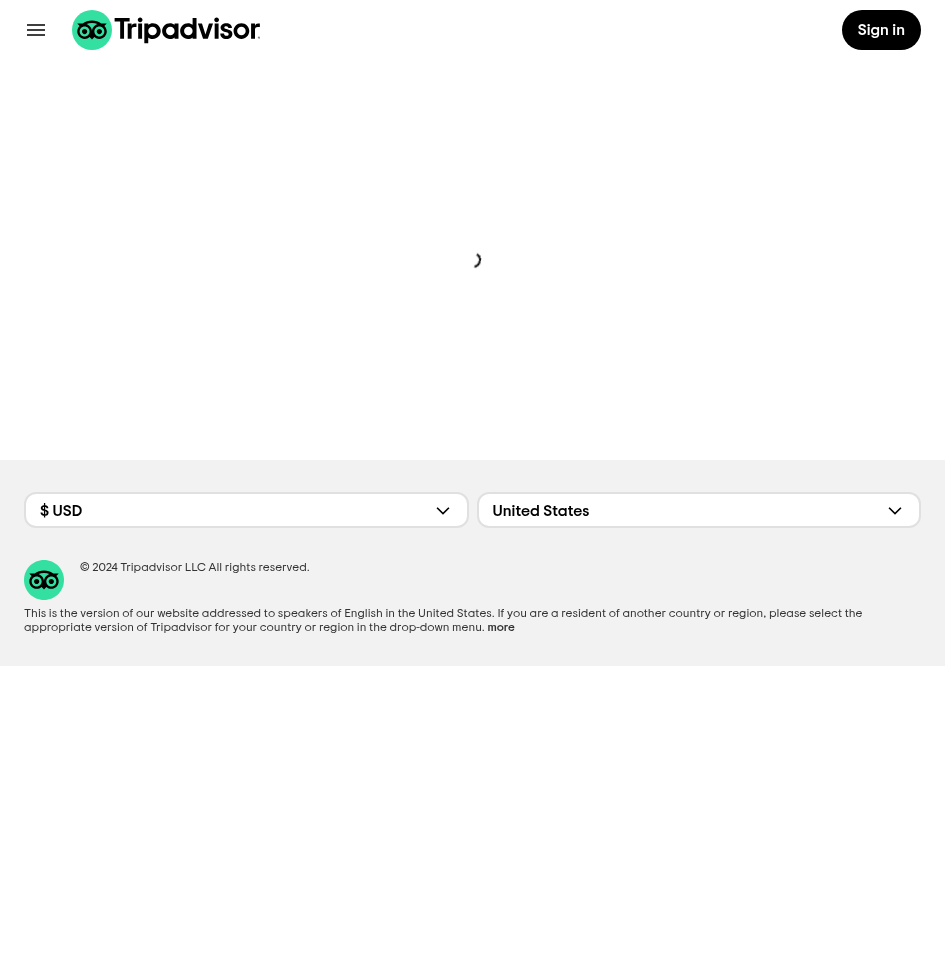 Tripadvisor
Sign in
$ USD
United States
© 2024 Tripadvisor LLC All rights reserved.
This is the version of our website addressed to speakers of English in the United States. If you are a resident of another country or region, please select the
appropriate version of Tripadvisor for your country or region in the drop-down menu. more